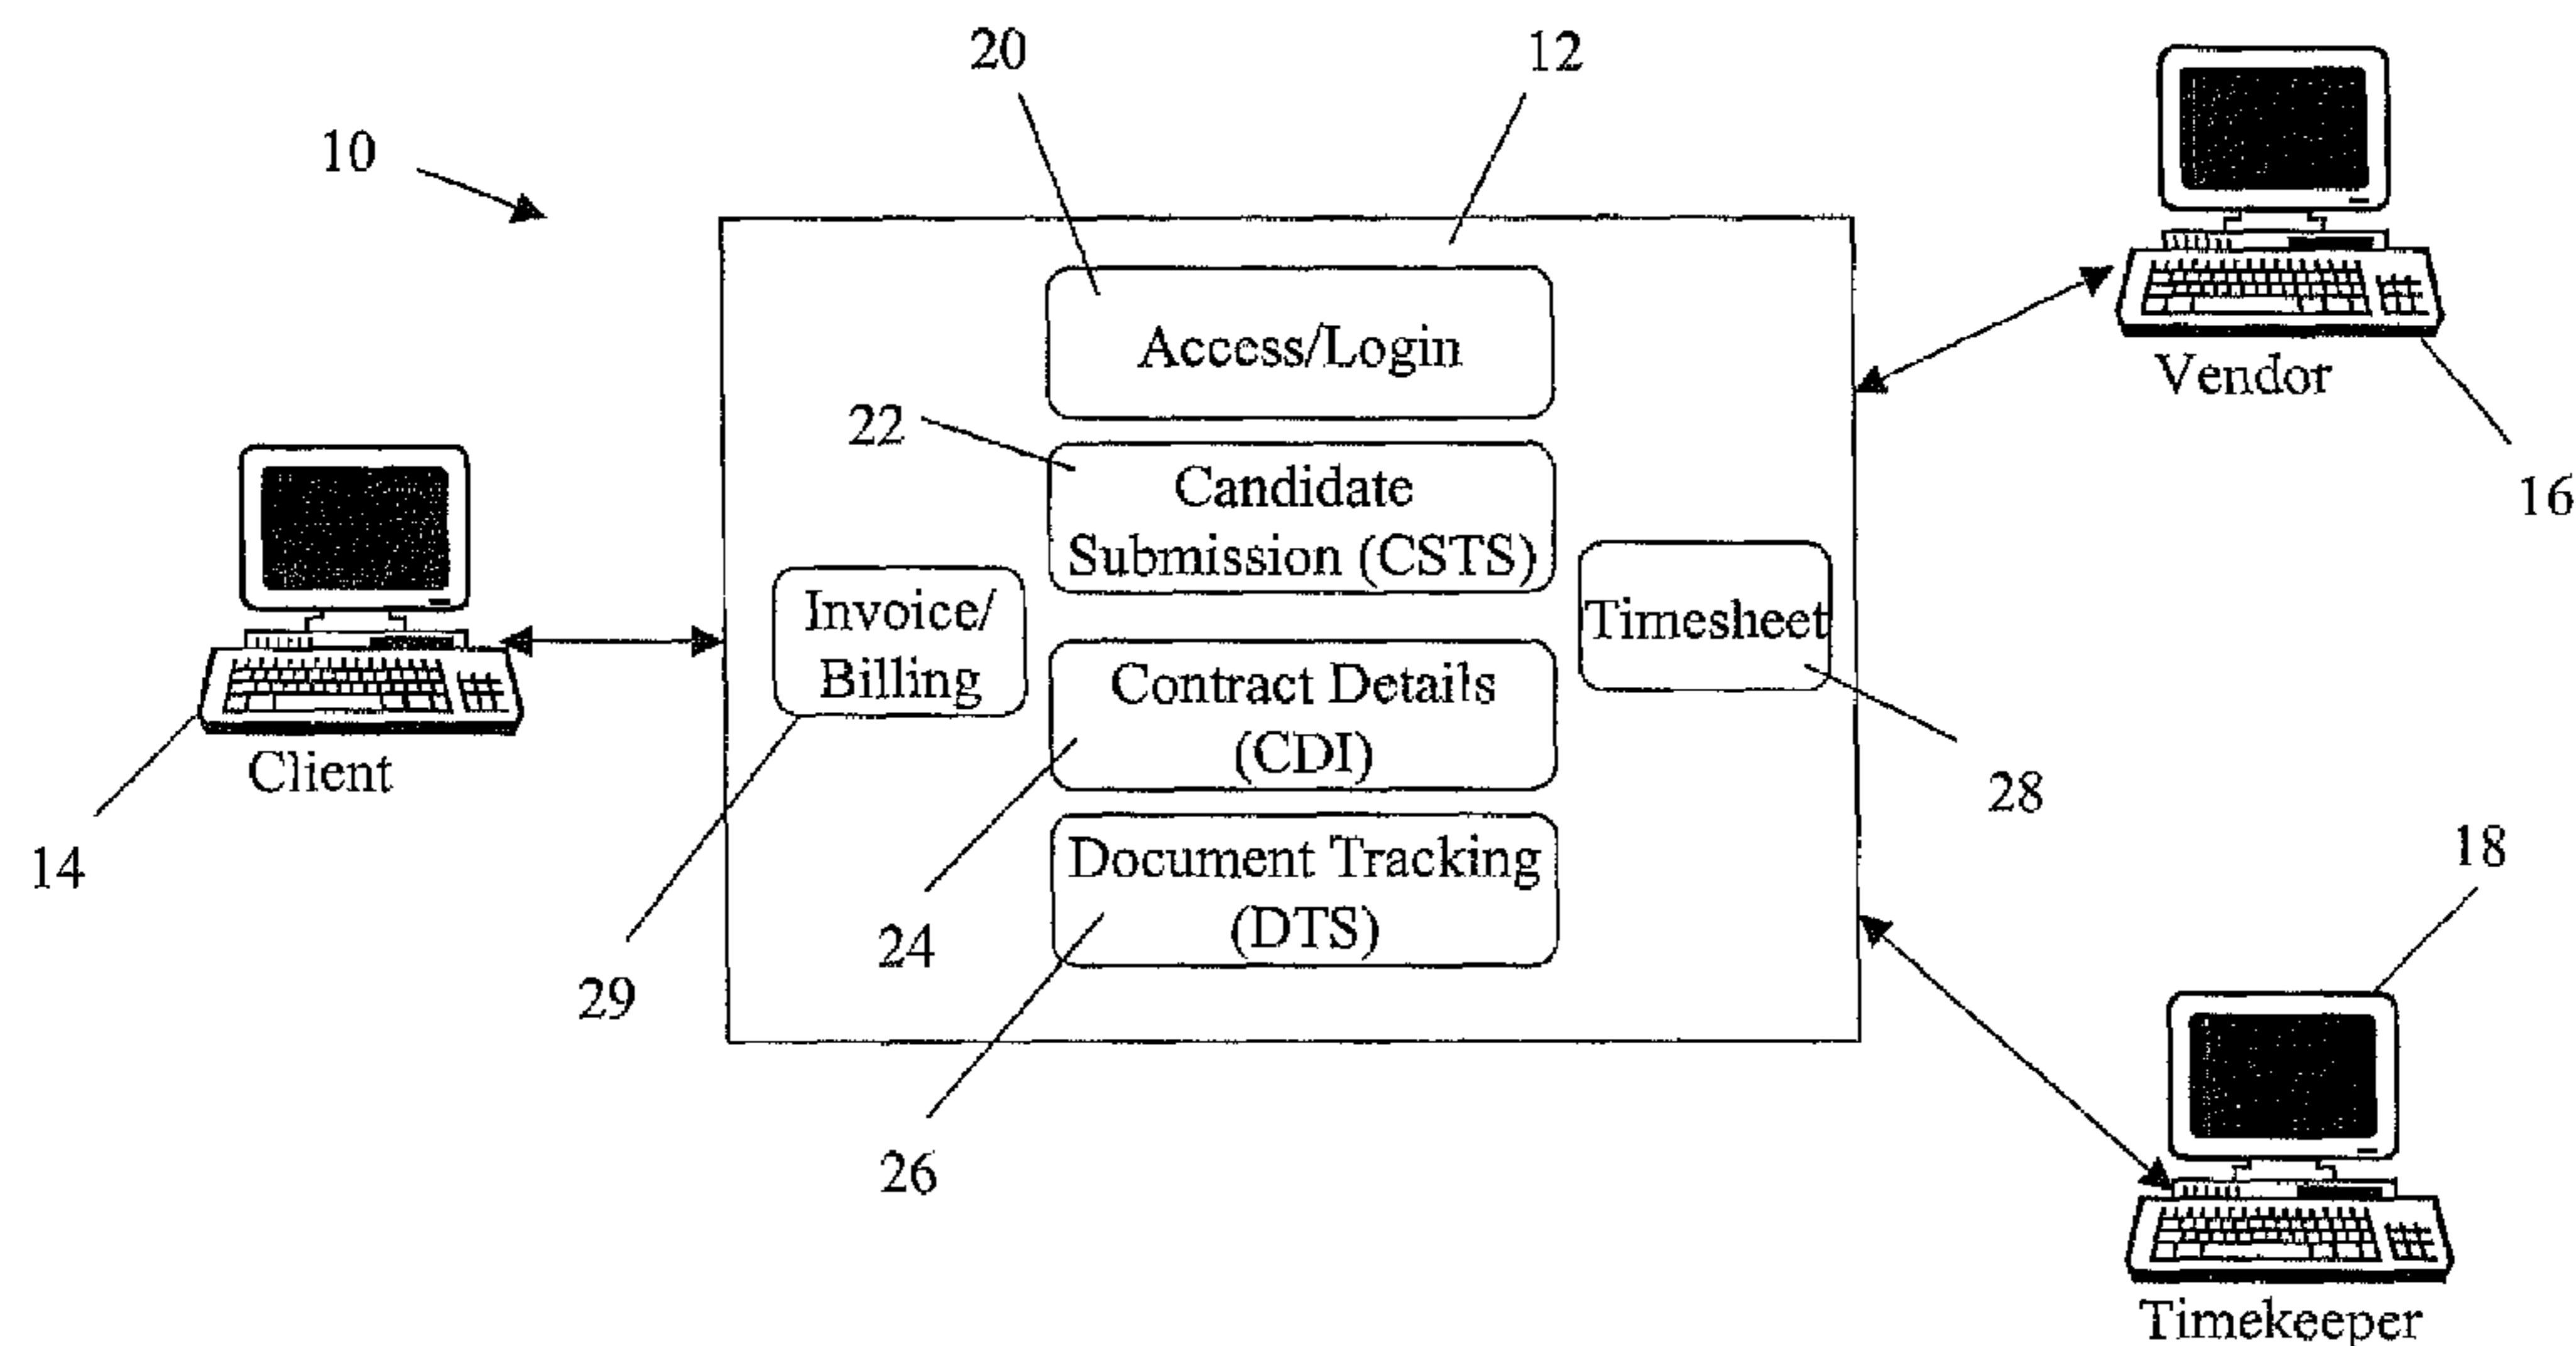 20
12
10
Access/Login
Vendor
22
Candidate
Submission (CSTS)
16
Invoice/
Billing
Timesheet
Contract Details
(CDI)
Client
28
14
Document Tracking
(DTS)
18
24
29
26
Timekeeper